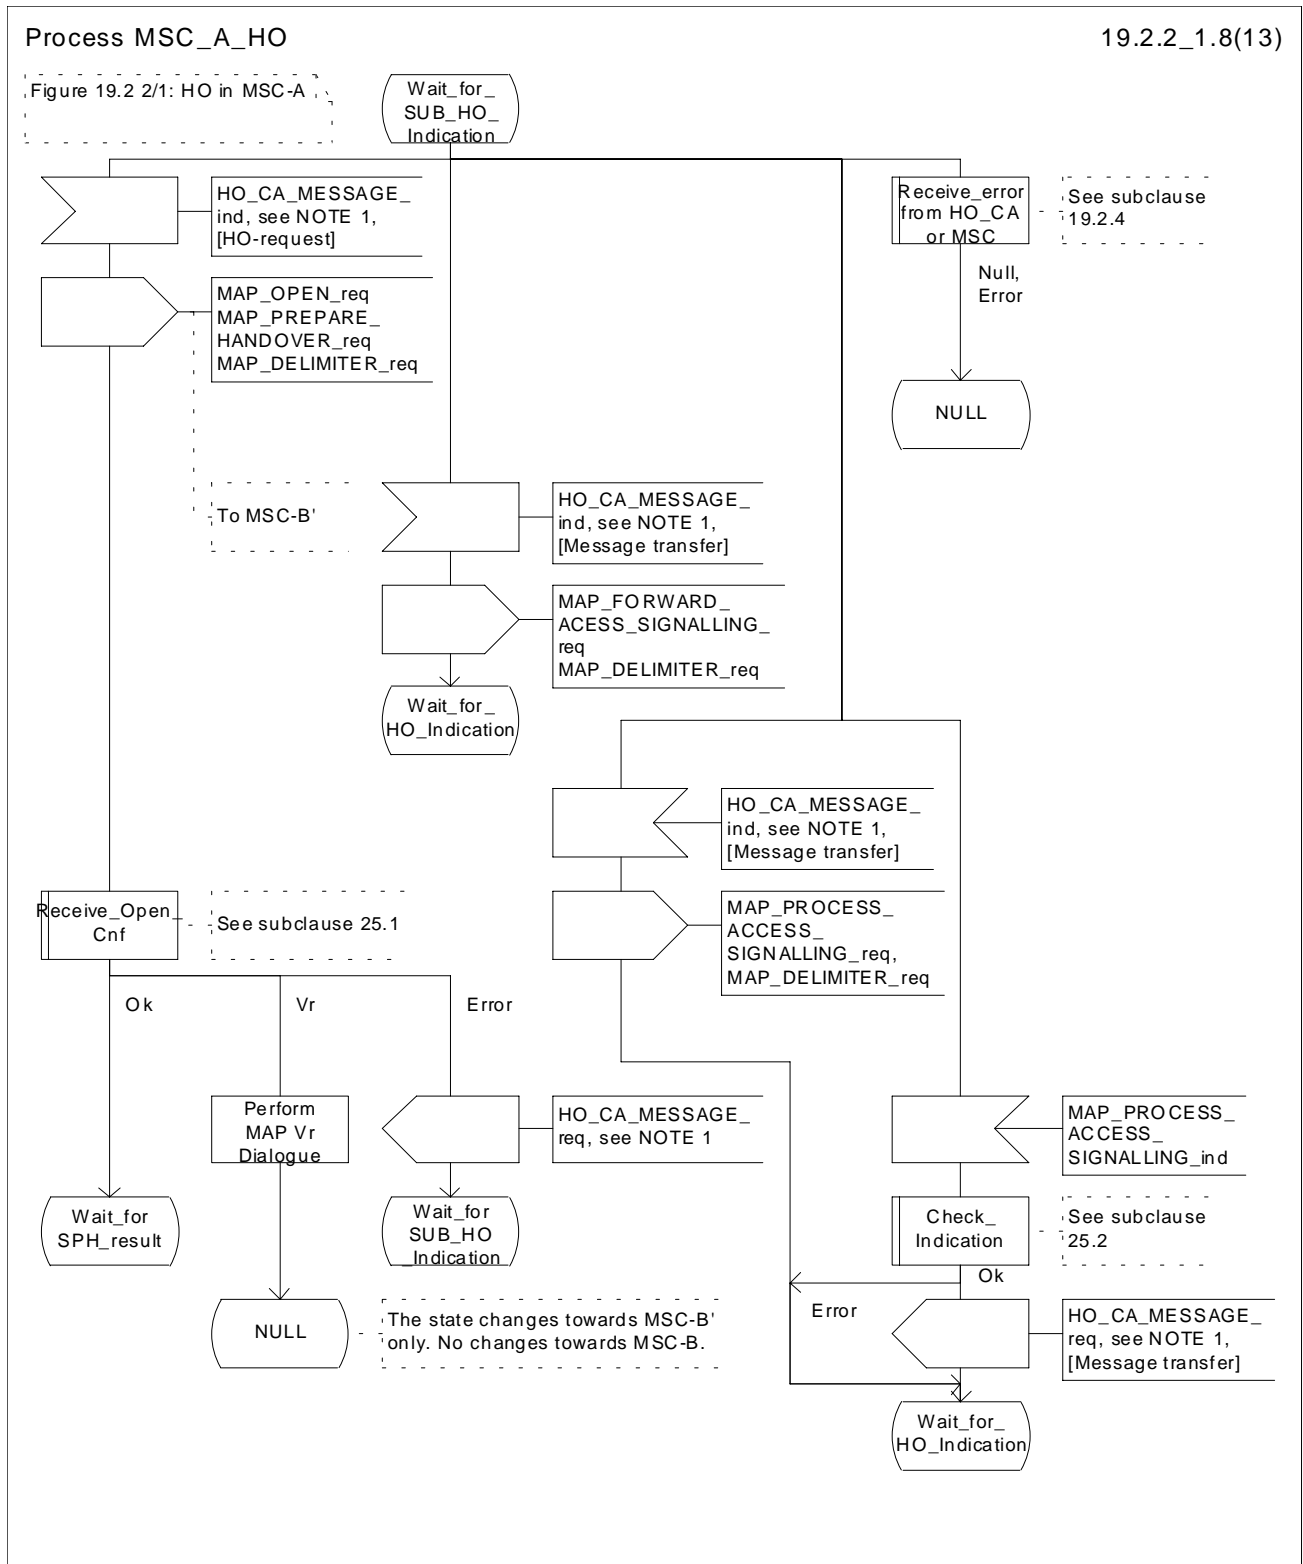 Process MSC_A_HO
19.2.2_1.8(13)
Figure 19.2 2/1: HO in MSC-A
Wait_for_
SUB_HO_
Indication
HO_CA_MESSAGE_
ind, see NOTE 1,
[HO-request]
Receive_error
from HO_CA
or MSC
See subclause
19.2.4
MAP_OPEN_req
MAP_PREPARE_
HANDOVER_req
MAP_DELIMITER_req
Null,
Error
NULL
To MSC-B'
HO_CA_MESSAGE_
ind, see NOTE 1,
[Message transfer]
MAP_FORWARD_
ACESS_SIGNALLING_
req
MAP_DELIMITER_req
Wait_for_
HO_Indication
HO_CA_MESSAGE_
ind, see NOTE 1,
[Message transfer]
Receive_Open_
Cnf
See subclause 25.1
MAP_PROCESS_
ACCESS_
SIGNALLING_req,
MAP_DELIMITER_req
Ok
Vr
Error
Perform
MAP Vr
Dialogue
HO_CA_MESSAGE_
req, see NOTE 1
MAP_PROCESS_
ACCESS_
SIGNALLING_ind
Wait_for
SPH_result
Wait_for
SUB_HO
_Indication
Check_
Indication
See subclause
25.2
Ok
Error
NULL
The state changes towards MSC-B'
only. No changes towards MSC-B.
HO_CA_MESSAGE_
req, see NOTE 1,
[Message transfer]
Wait_for_
HO_Indication